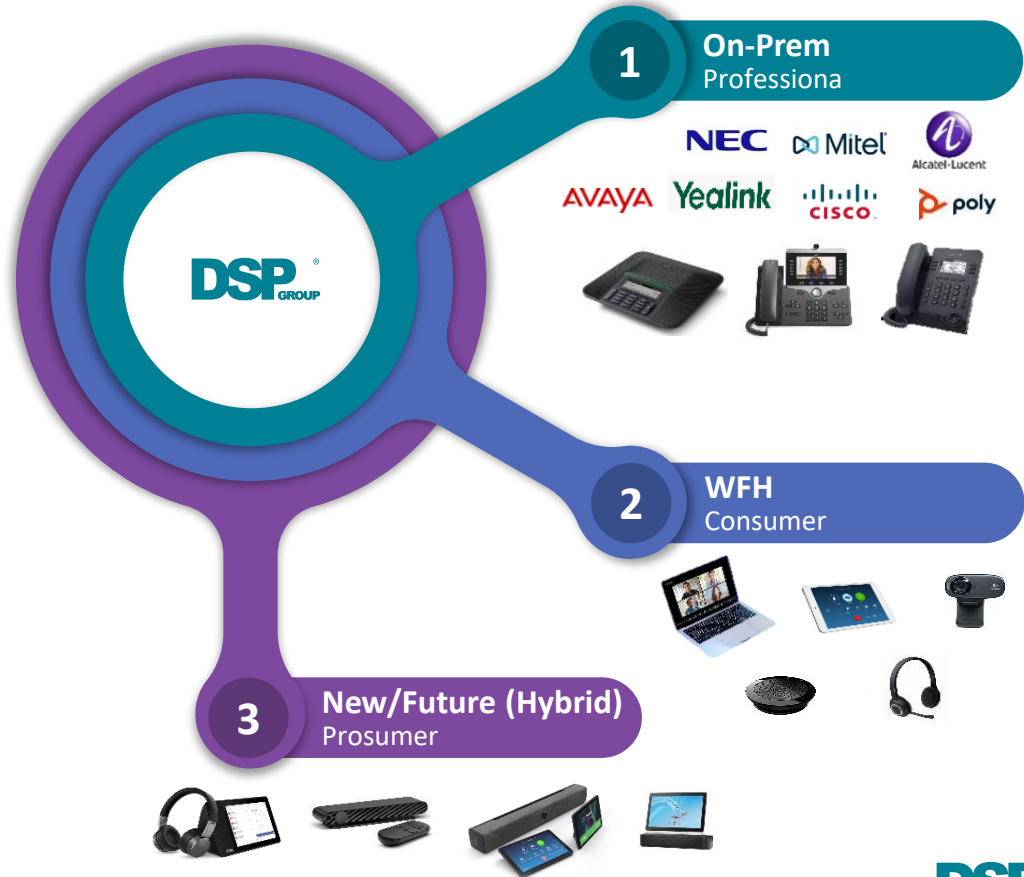 1
On-Prem
Professiona
NEC
Mitel
Alcatel·Lucent
AVAYA
Yealink
CISCO
poly
DSP ®
GROUP
2
WFH
Consumer
3
New/Future (Hybrid)
Prosumer
DSP